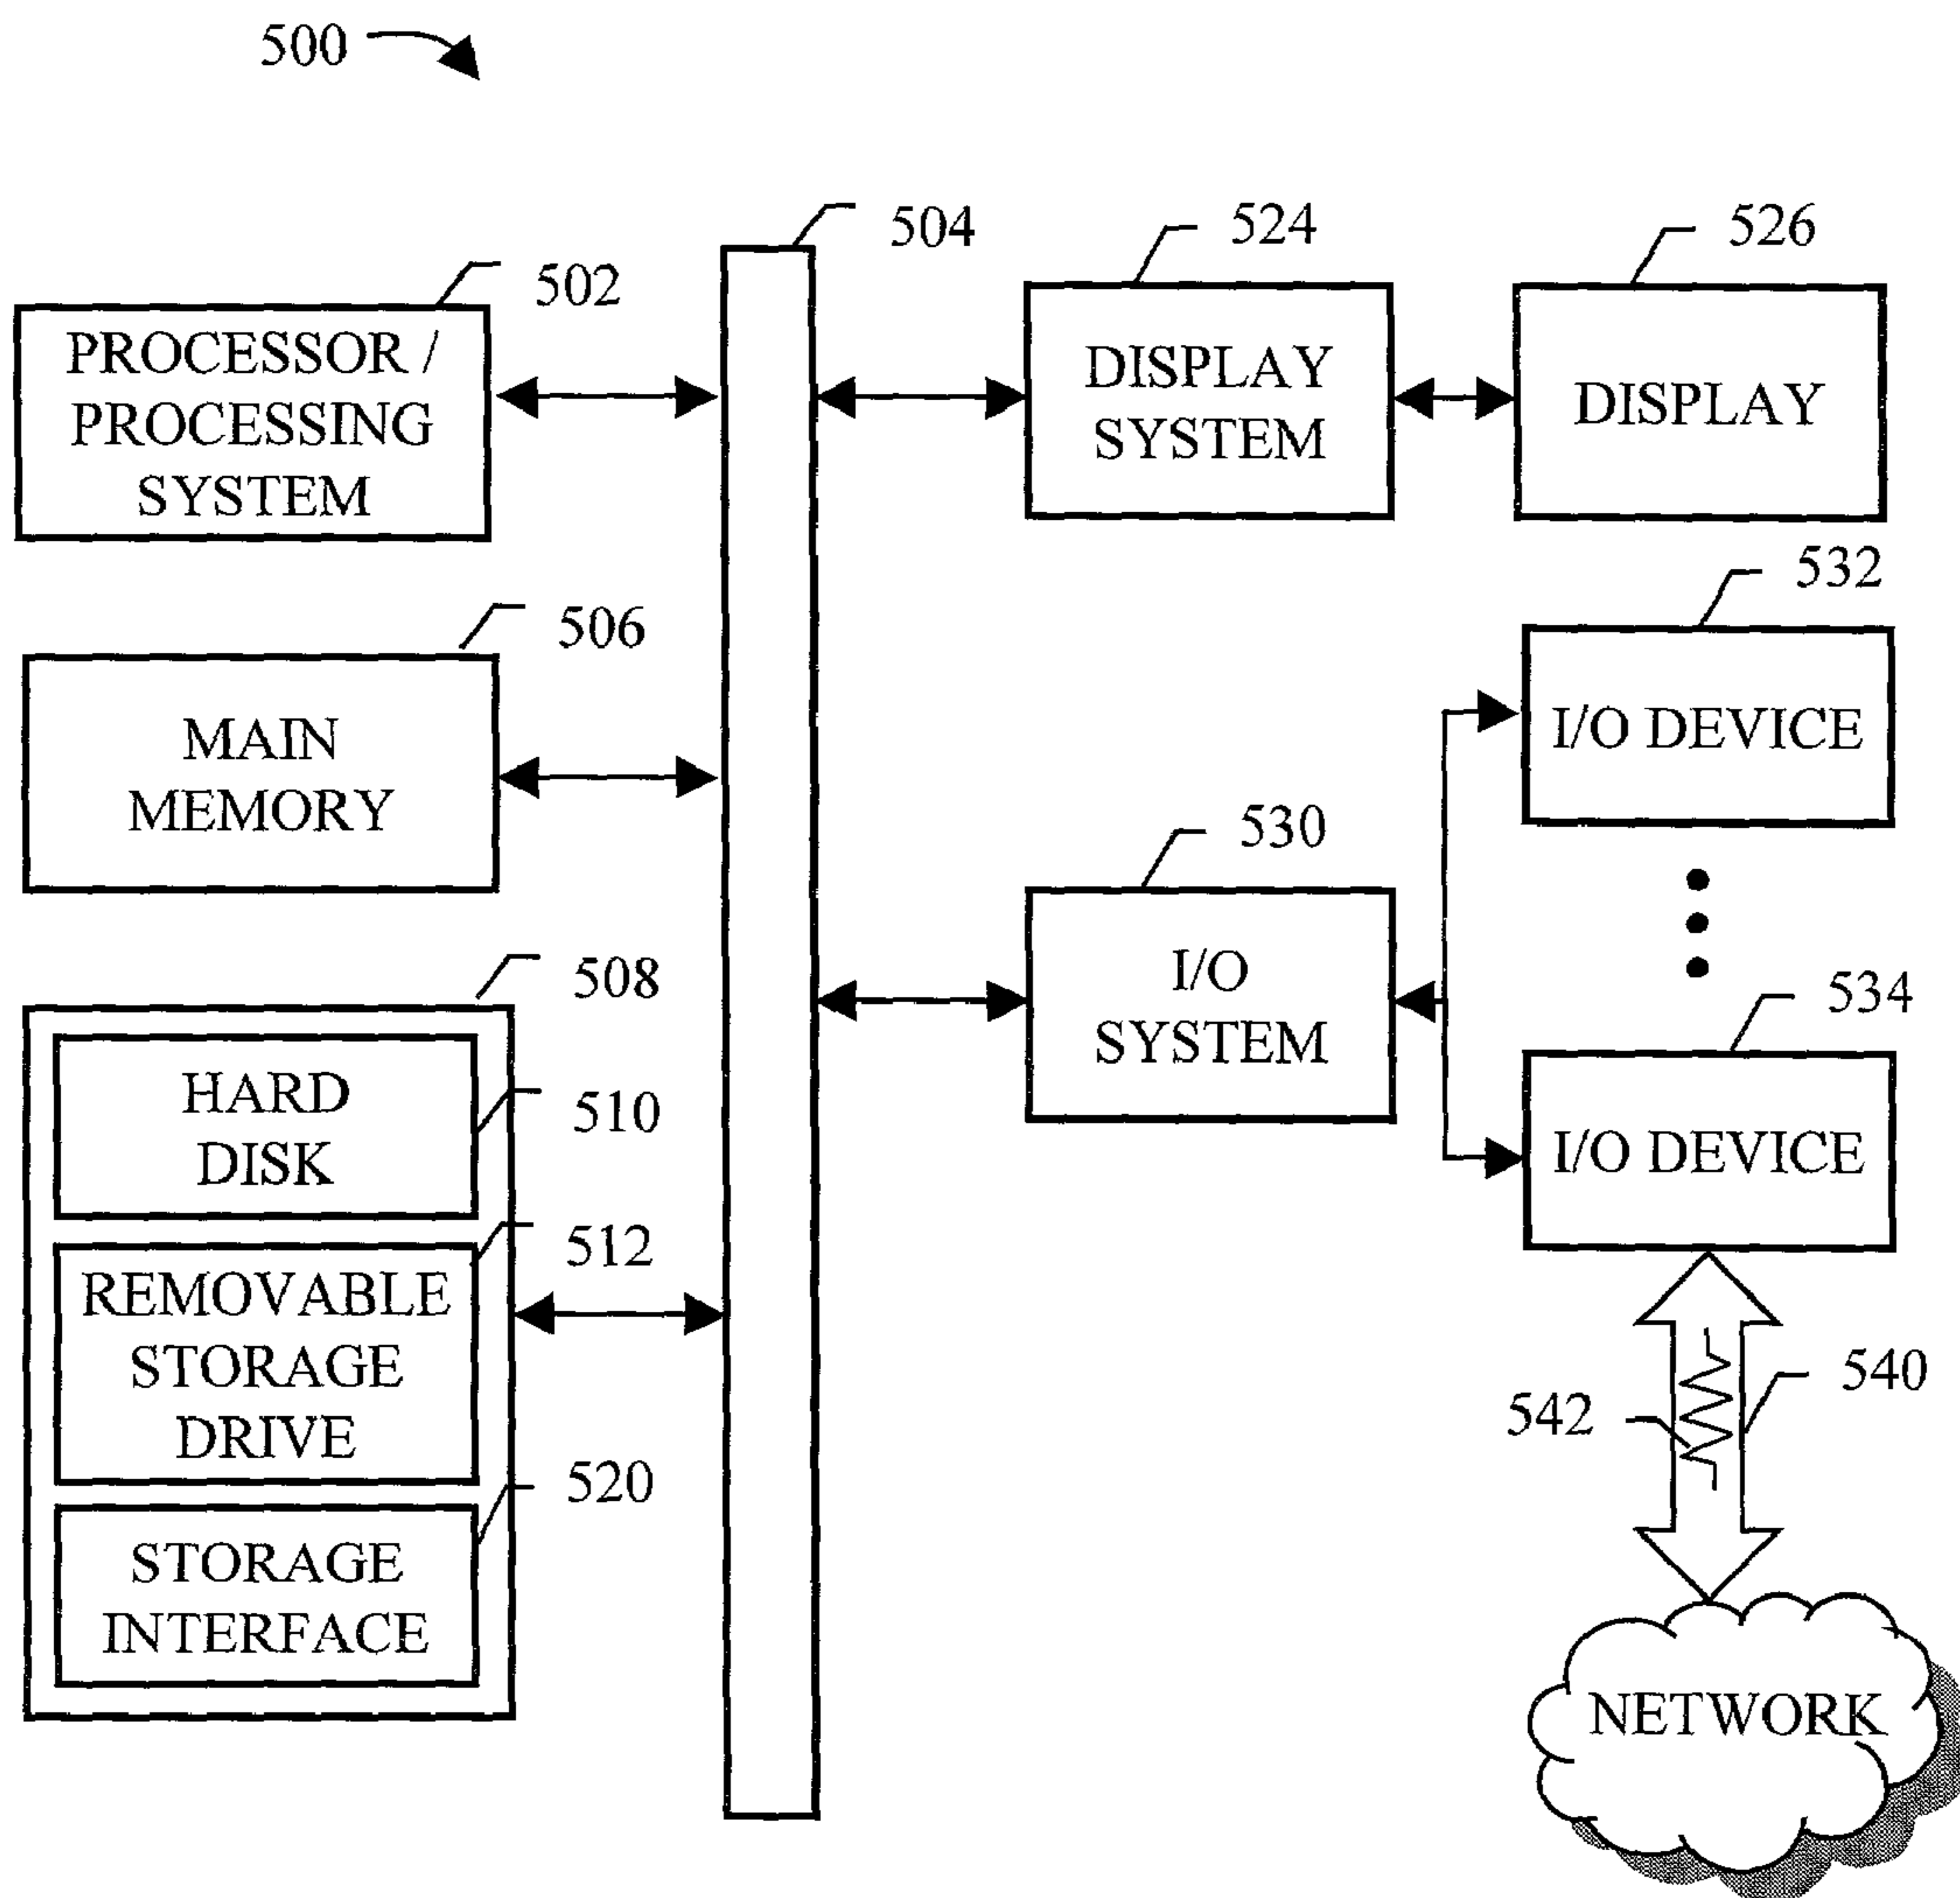 500
504
524
526
502
PROCESSOR /
PROCESSING
SYSTEM
DISPLAY
SYSTEM
DISPLAY
532
506
MAIN
MEMORY
I/O DEVICE
530
508
I/O
SYSTEM
534
HARD
DISK
510
I/O DEVICE
512
REMOVABLE
STORAGE
DRIVE
540
542
520
STORAGE
INTERFACE
NETWORK